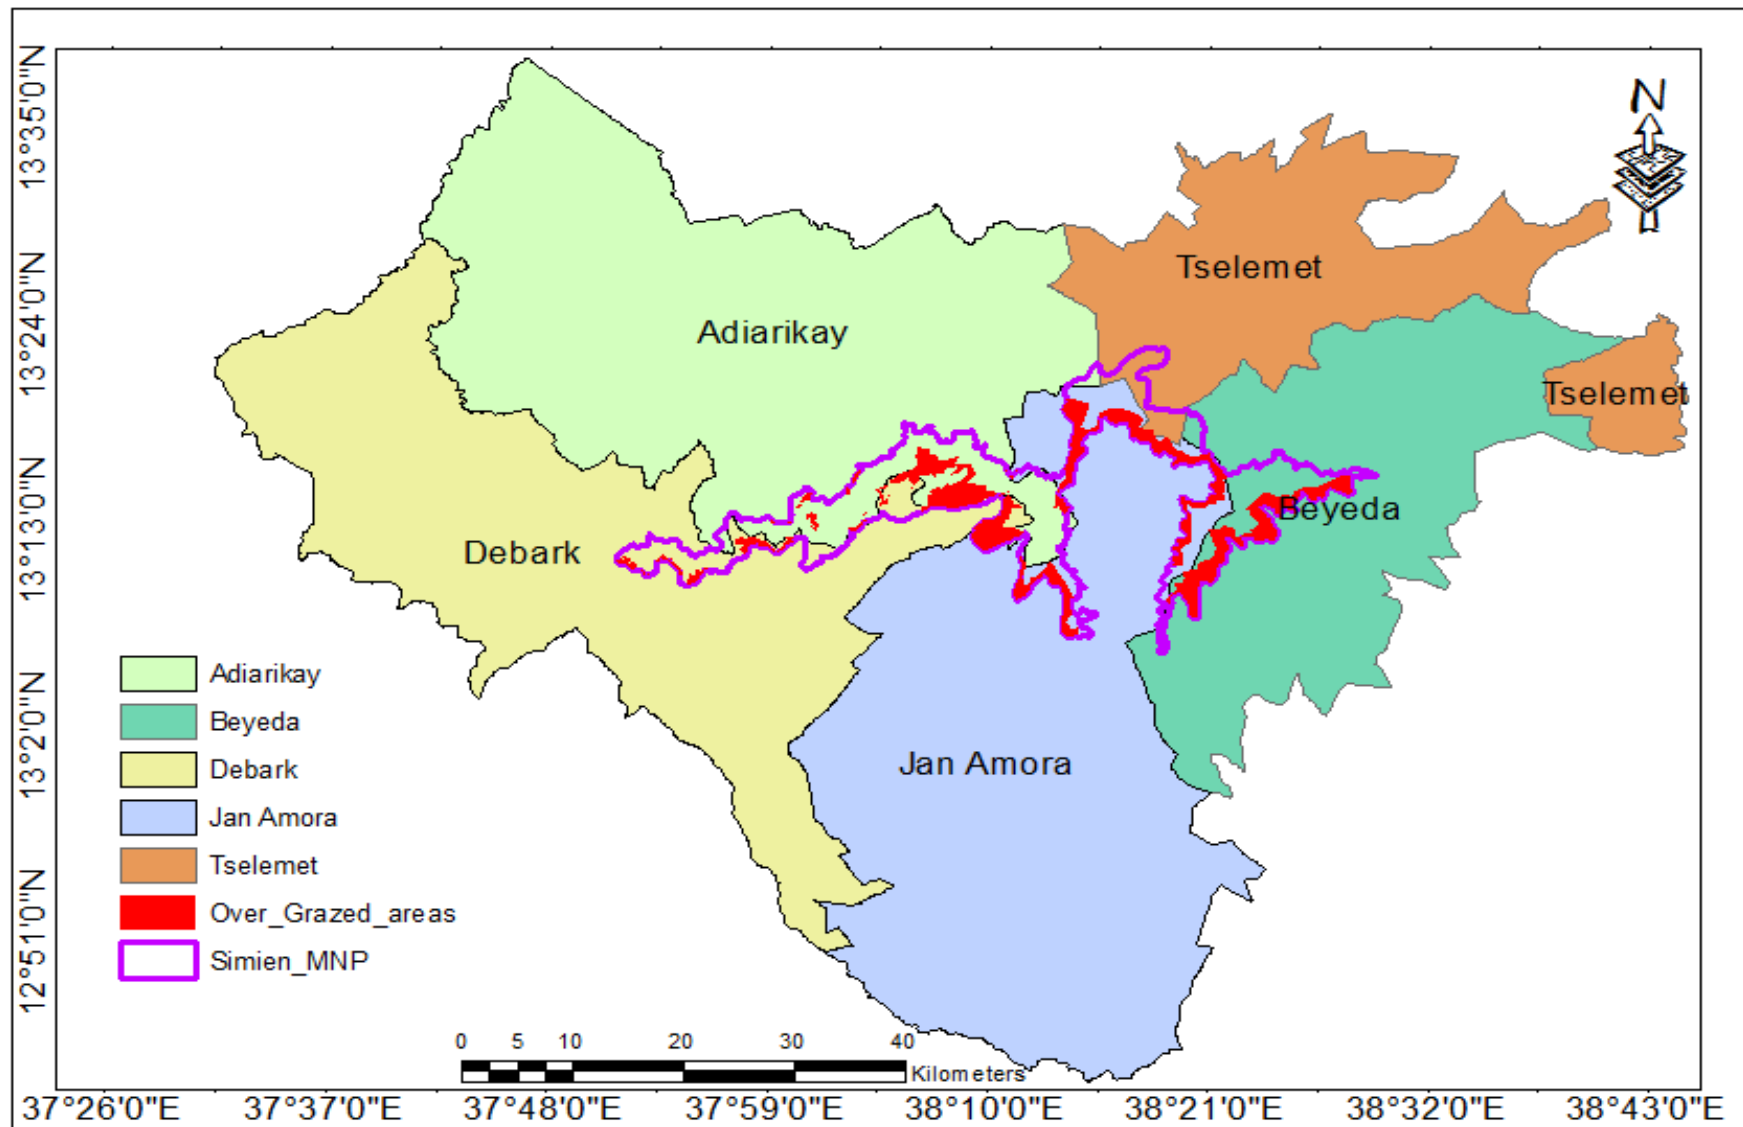 N
13°35'0"N
13°24'0"N
13°13'0"N
13°2'0"N
12°51'0"N
Tselemet
Adiarikay
Tselemet
Beyeda
Debark
Jan Amora
Adiarikay
Beyeda
Debark
Jan Amora
Tselemet
Over_Grazed_areas
Simien_MNP
0 5 10 20 30 40
Kilometers
37°26'0"E 37°37'0"E 37°48'0"E 37°59'0"E 38°10'0"E 38°21'0"E 38°32'0"E 38°43'0"E